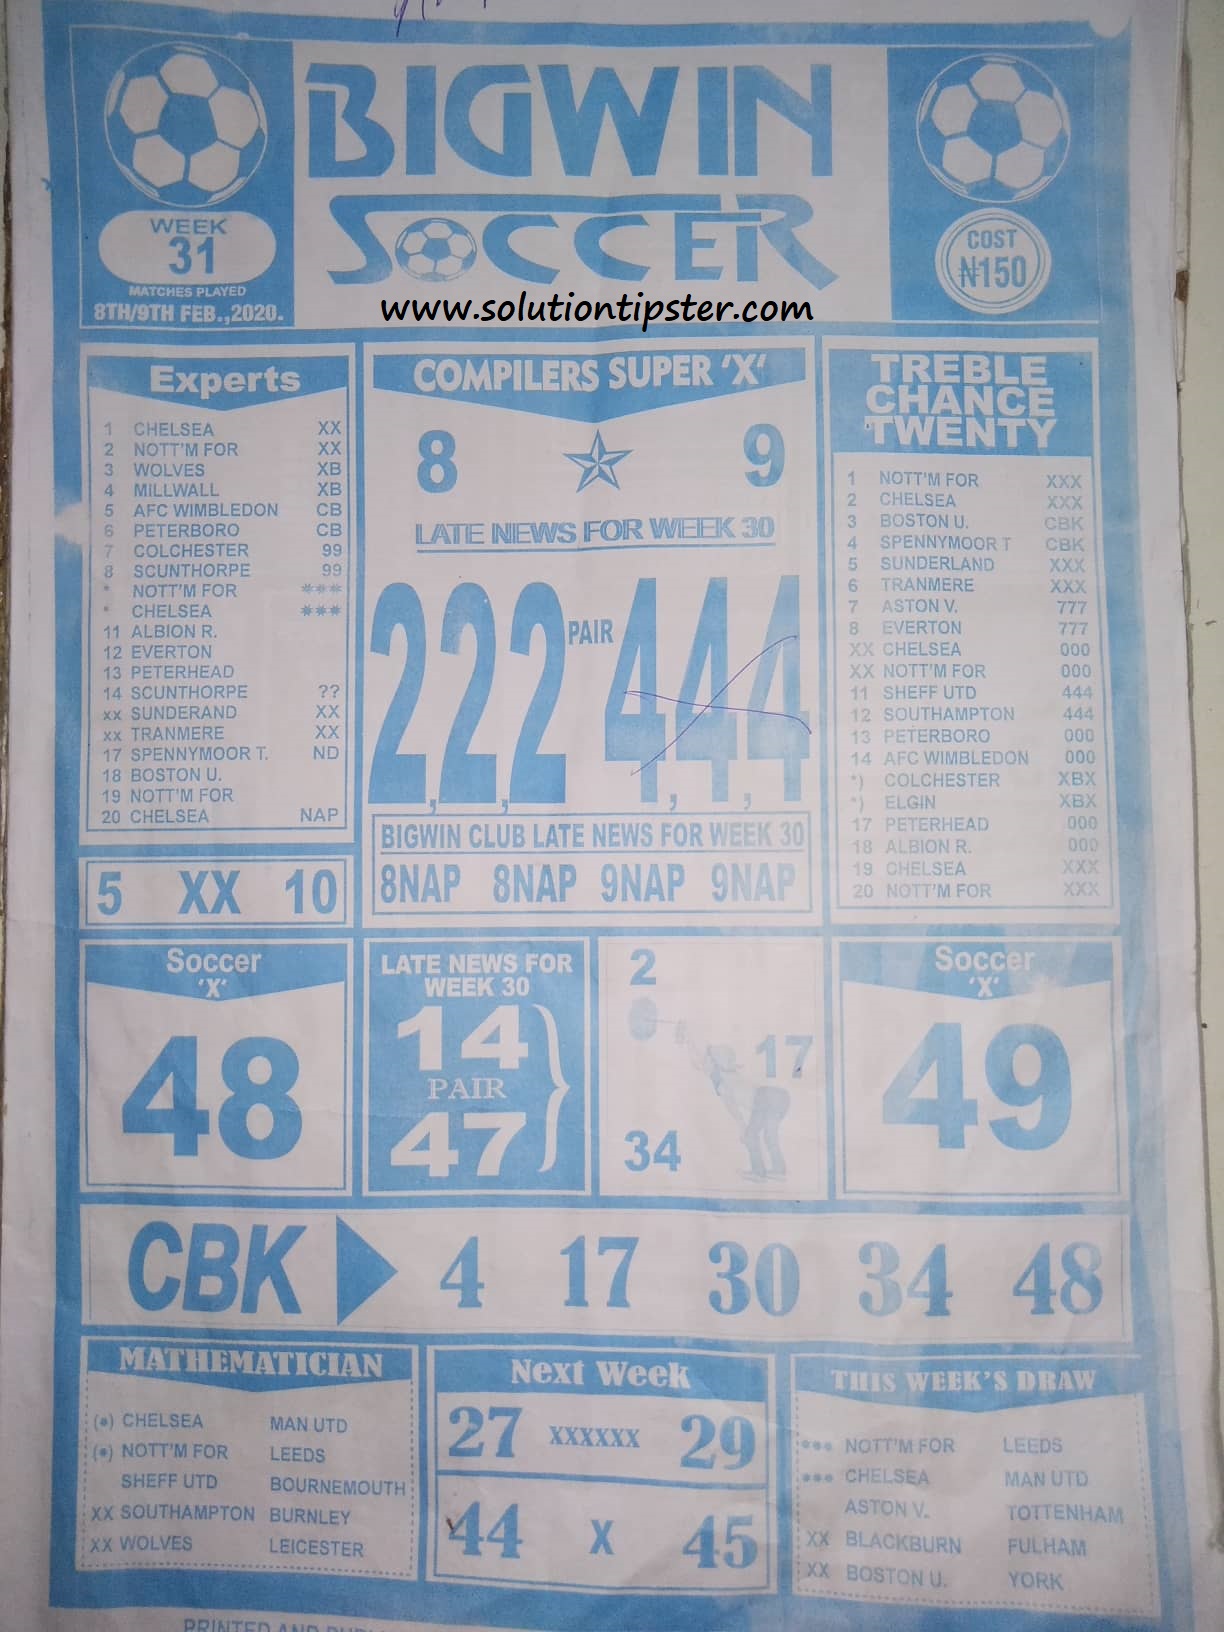 BIGWIN
SOCCER
WEEK
31
MATCHES PLAYED
8TH/9TH FEB.,2020.
COST
₦150
www.solutiontipster.com
Experts
1 CHELSEA XX
2 NOTT'M FOR XX
3 WOLVES XB
4 MILLWALL XB
5 AFC WIMBLEDON CB
6 PETERBORO CB
7 COLCHESTER 99
8 SCUNTHORPE 99
* NOTT'M FOR ***
* CHELSEA ***
11 ALBION R.
12 EVERTON
13 PETERHEAD
14 SCUNTHORPE ??
xx SUNDERAND XX
xx TRANMERE XX
17 SPENNYMOOR T. ND
18 BOSTON U.
19 NOTT'M FOR
20 CHELSEA NAP
5 XX 10
COMPILERS SUPER 'X'
8 9
LATE NEWS FOR WEEK 30
2,2,2 PAIR 4,4,4
BIGWIN CLUB LATE NEWS FOR WEEK 30
8NAP 8NAP 9NAP 9NAP
TREBLE
CHANCE
TWENTY
1 NOTT'M FOR XXX
2 CHELSEA XXX
3 BOSTON U. CBK
4 SPENNYMOOR T CBK
5 SUNDERLAND XXX
6 TRANMERE XXX
7 ASTON V. 777
8 EVERTON 777
XX CHELSEA 000
XX NOTT'M FOR 000
11 SHEFF UTD 444
12 SOUTHAMPTON 444
13 PETERBORO 000
14 AFC WIMBLEDON 000
*) COLCHESTER XBX
*) ELGIN XBX
17 PETERHEAD 000
18 ALBION R. 000
19 CHELSEA XXX
20 NOTT'M FOR XXX
Soccer
'X'
48
LATE NEWS FOR
WEEK 30
14
PAIR
47
2
17
34
Soccer
'X'
49
CBK 4 17 30 34 48
MATHEMATICIAN
(*) CHELSEA MAN UTD
(*) NOTT'M FOR LEEDS
SHEFF UTD BOURNEMOUTH
XX SOUTHAMPTON BURNLEY
XX WOLVES LEICESTER
Next Week
27 XXXXXX 29
44 X 45
THIS WEEK'S DRAW
*** NOTT'M FOR LEEDS
*** CHELSEA MAN UTD
ASTON V. TOTTENHAM
XX BLACKBURN FULHAM
XX BOSTON U. YORK
PRINTED AND